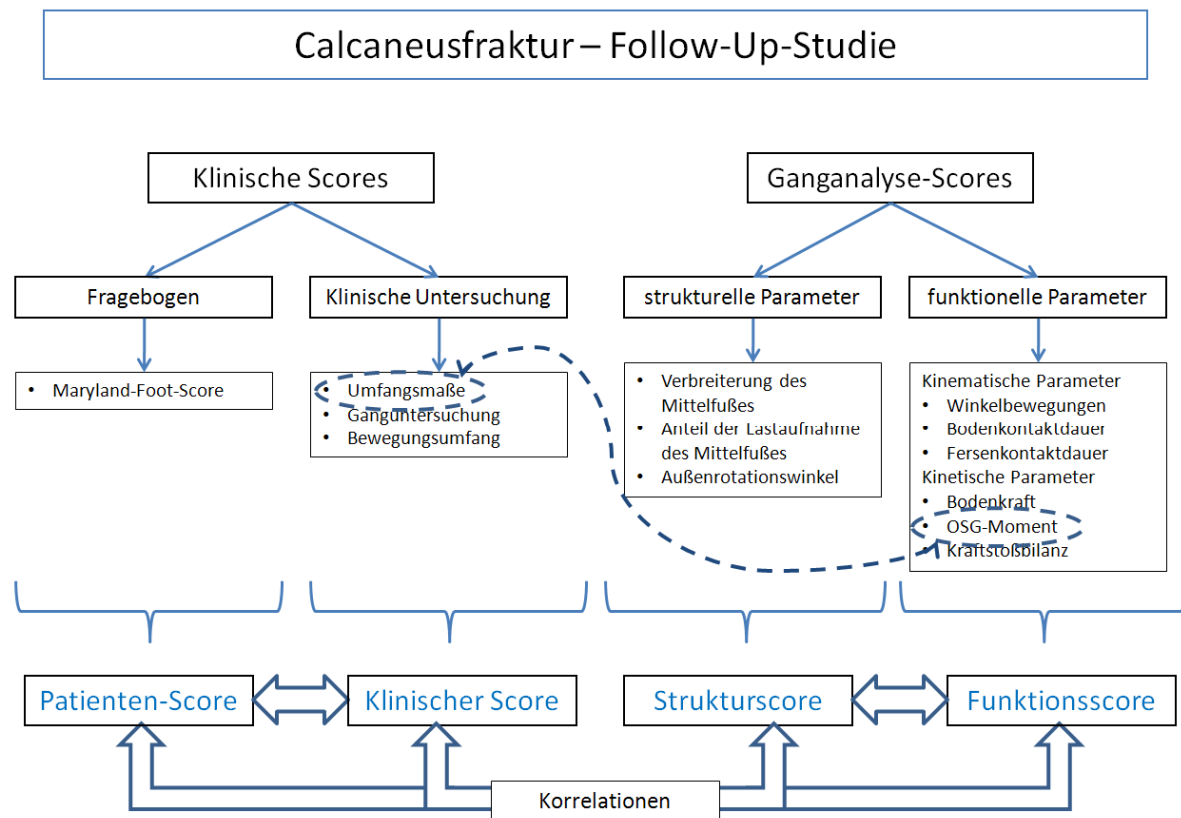 Calcaneusfraktur – Follow-Up-Studie
Klinische Scores
Ganganalyse-Scores
Fragebogen
Klinische Untersuchung
strukturelle Parameter
funktionelle Parameter
• Maryland-Foot-Score
• Umfangsmaße
• Ganguntersuchung
• Bewegungsumfang
• Verbreiterung des
Mittelfußes
• Anteil der Lastaufnahme
des Mittelfußes
• Außenrotationswinkel
Kinematische Parameter
• Winkelbewegungen
• Bodenkontaktdauer
• Fersenkontaktdauer
Kinetische Parameter
• Bodenkraft
• OSG-Moment
• Kraftstoßbilanz
Patienten-Score
Klinischer Score
Strukturscore
Funktionsscore
Korrelationen